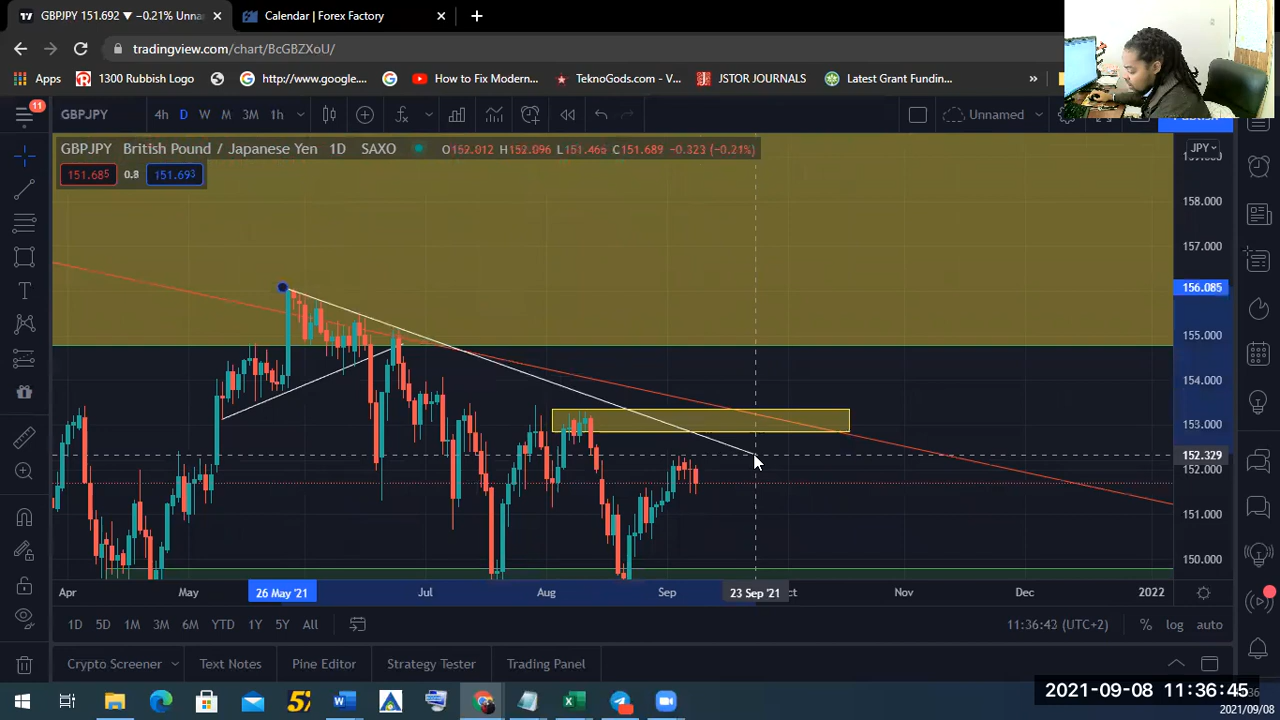 GBPJPY 151.692 ▼ −0.21% Unna
Calendar | Forex Factory
tradingview.com/chart/BcGBZXoU/
Apps
1300 Rubbish Logo
http://www.google....
How to Fix Modern...
TeknoGods.com - V...
JSTOR JOURNALS
Latest Grant Fundin...
»
11
GBPJPY
4h D W M 3M 1h
Unnamed
GBPJPY British Pound / Japanese Yen 1D SAXO O152.012 H152.096 L151.465 C151.689 −0.323 (−0.21%)
JPY
151.685 0.8 151.693
158.000
157.000
156.085
155.000
154.000
153.000
152.329
152.000
151.000
150.000
Apr May 26 May '21 Jul Aug Sep 23 Sep '21 Nov Dec 2022
1D 5D 1M 3M 6M YTD 1Y 5Y All
11:36:43 (UTC+2) % log auto
Crypto Screener Text Notes Pine Editor Strategy Tester Trading Panel
2021-09-08 11:36:45
2021/09/08